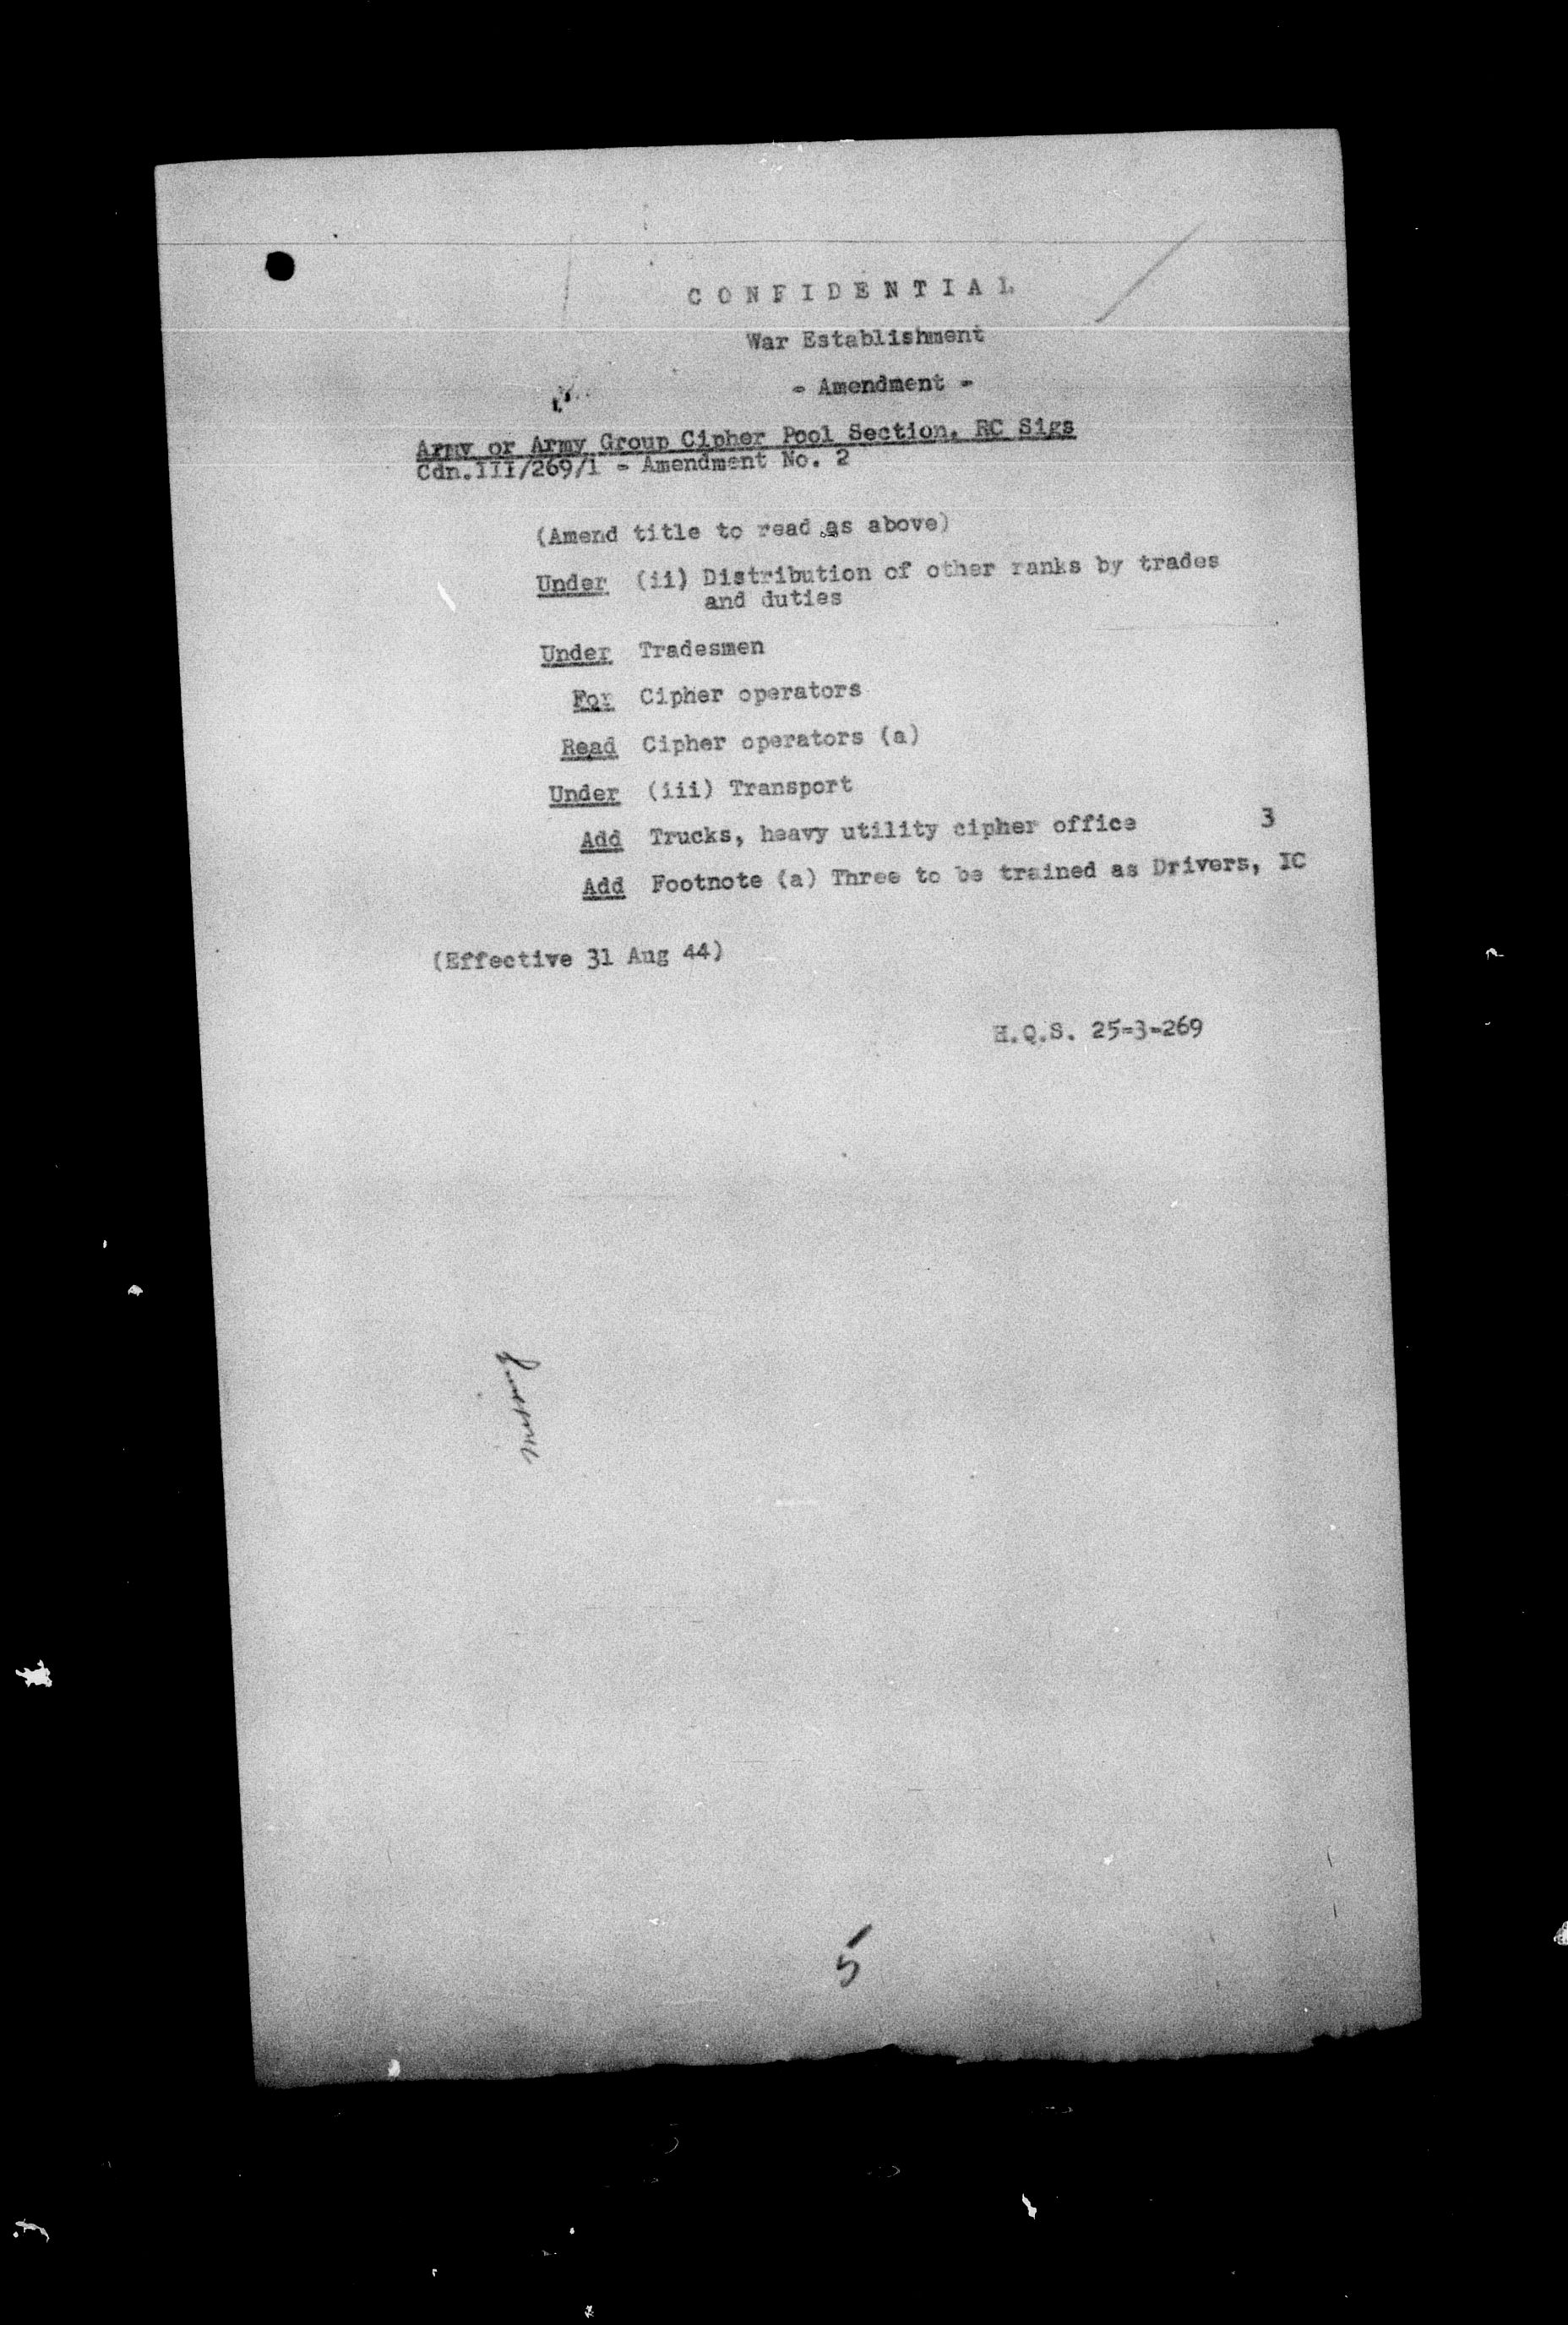 CONFIDENTIAL
War Establishment
- Amendment -
Army or Army Group Cipher Pool Section, RC Sigs
Cdn.III/269/1 - Amendment No. 2
(Amend title to read as above)
Under (ii) Distribution of other ranks by trades
and duties
Under Tradesmen
For Cipher operators
Read Cipher operators (a)
Under (iii) Transport
Add Trucks, heavy utility cipher office 3
Add Footnote (a) Three to be trained as Drivers, IC
(Effective 31 Aug 44)
H.Q.S. 25-3-269
5